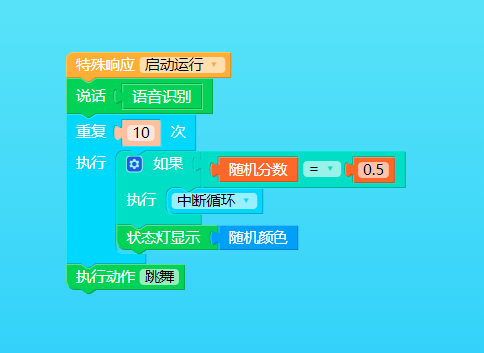 特殊响应 启动运行
说话 语音识别
重复 10 次
执行 如果 随机分数 = 0.5
执行 中断循环
状态灯显示 随机颜色
执行动作 跳舞